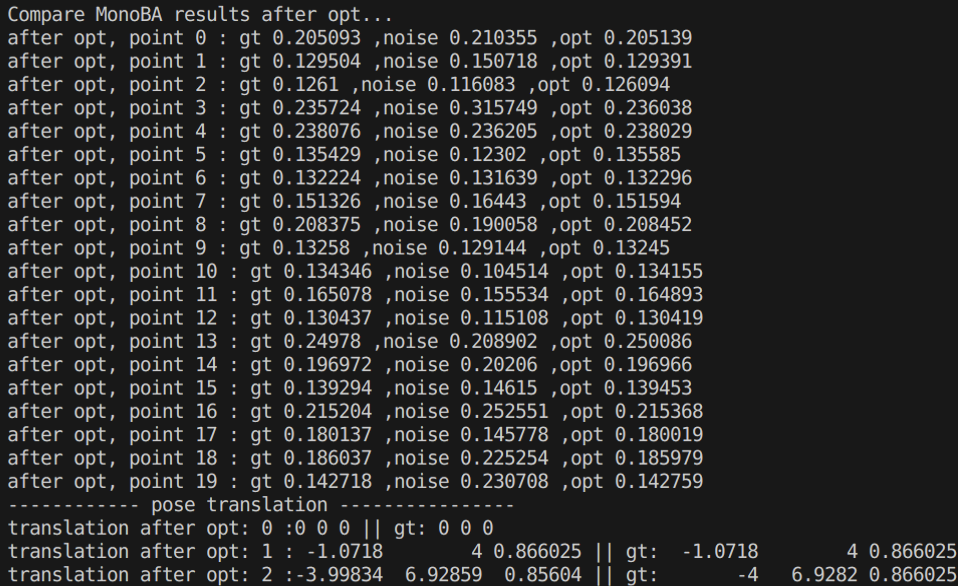 Compare MonoBA results after opt...
after opt, point 0 : gt 0.205093 ,noise 0.210355 ,opt 0.205139
after opt, point 1 : gt 0.129504 ,noise 0.150718 ,opt 0.129391
after opt, point 2 : gt 0.1261 ,noise 0.116083 ,opt 0.126094
after opt, point 3 : gt 0.235724 ,noise 0.315749 ,opt 0.236038
after opt, point 4 : gt 0.238076 ,noise 0.236205 ,opt 0.238029
after opt, point 5 : gt 0.135429 ,noise 0.12302 ,opt 0.135585
after opt, point 6 : gt 0.132224 ,noise 0.131639 ,opt 0.132296
after opt, point 7 : gt 0.151326 ,noise 0.16443 ,opt 0.151594
after opt, point 8 : gt 0.208375 ,noise 0.190058 ,opt 0.208452
after opt, point 9 : gt 0.13258 ,noise 0.129144 ,opt 0.13245
after opt, point 10 : gt 0.134346 ,noise 0.104514 ,opt 0.134155
after opt, point 11 : gt 0.165078 ,noise 0.155534 ,opt 0.164893
after opt, point 12 : gt 0.130437 ,noise 0.115108 ,opt 0.130419
after opt, point 13 : gt 0.24978 ,noise 0.208902 ,opt 0.250086
after opt, point 14 : gt 0.196972 ,noise 0.20206 ,opt 0.196966
after opt, point 15 : gt 0.139294 ,noise 0.14615 ,opt 0.139453
after opt, point 16 : gt 0.215204 ,noise 0.252551 ,opt 0.215368
after opt, point 17 : gt 0.180137 ,noise 0.145778 ,opt 0.180019
after opt, point 18 : gt 0.186037 ,noise 0.225254 ,opt 0.185979
after opt, point 19 : gt 0.142718 ,noise 0.230708 ,opt 0.142759
------------ pose translation ----------------
translation after opt: 0 :0 0 0 || gt: 0 0 0
translation after opt: 1 : -1.0718        4 0.866025 || gt:  -1.0718        4 0.866025
translation after opt: 2 :-3.99834  6.92859  0.85604 || gt:       -4   6.9282 0.866025